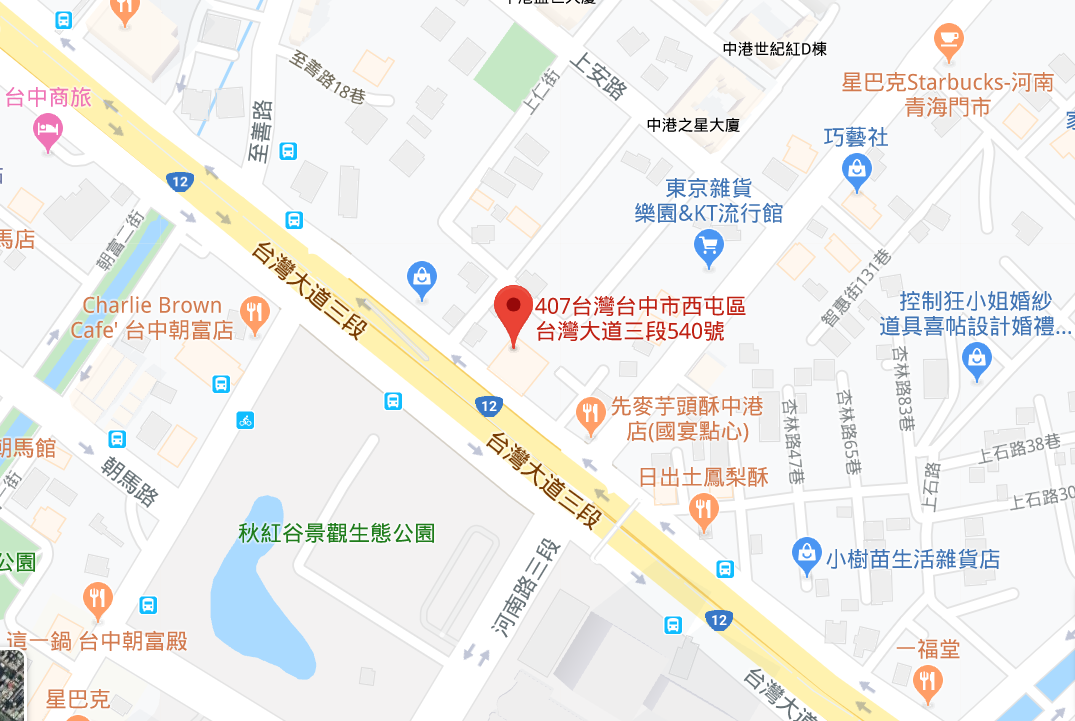 至善路18巷
上仁街
上安路
中港世紀紅D棟
星巴克Starbucks-河南
青海門市
台中商旅
至善路
中港之星大廈
巧藝社
12
東京雜貨
樂園&KT流行館
馬店
朝富二街
台灣大道三段
智惠街131巷
Charlie Brown
Cafe' 台中朝富店
407台灣台中市西屯區
台灣大道三段540號
控制狂小姐婚紗
道具喜帖設計婚禮...
12
先麥芋頭酥中港
店(國宴點心)
杏林路47巷
杏林路65巷
杏林路83巷
上石路38巷
朝馬館
朝馬路
台灣大道三段
日出土鳳梨酥
上石路
上石路30
秋紅谷景觀生態公園
公園
河南路三段
小樹苗生活雜貨店
12
這一鍋 台中朝富殿
一福堂
星巴克
台灣大道